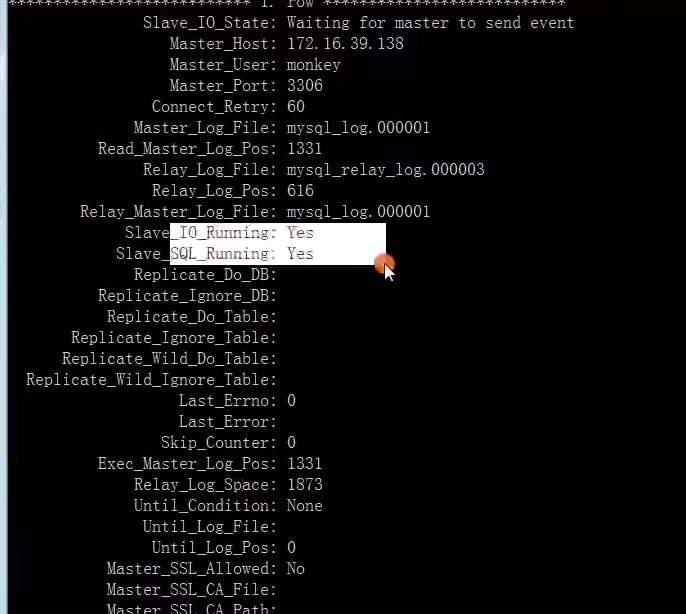 *************************** 1. row ***************************
Slave_IO_State: Waiting for master to send event
Master_Host: 172.16.39.138
Master_User: monkey
Master_Port: 3306
Connect_Retry: 60
Master_Log_File: mysql_log.000001
Read_Master_Log_Pos: 1331
Relay_Log_File: mysql_relay_log.000003
Relay_Log_Pos: 616
Relay_Master_Log_File: mysql_log.000001
Slave_IO_Running: Yes
Slave_SQL_Running: Yes
Replicate_Do_DB:
Replicate_Ignore_DB:
Replicate_Do_Table:
Replicate_Ignore_Table:
Replicate_Wild_Do_Table:
Replicate_Wild_Ignore_Table:
Last_Errno: 0
Last_Error:
Skip_Counter: 0
Exec_Master_Log_Pos: 1331
Relay_Log_Space: 1873
Until_Condition: None
Until_Log_File:
Until_Log_Pos: 0
Master_SSL_Allowed: No
Master_SSL_CA_File:
Master_SSL_CA_Path: